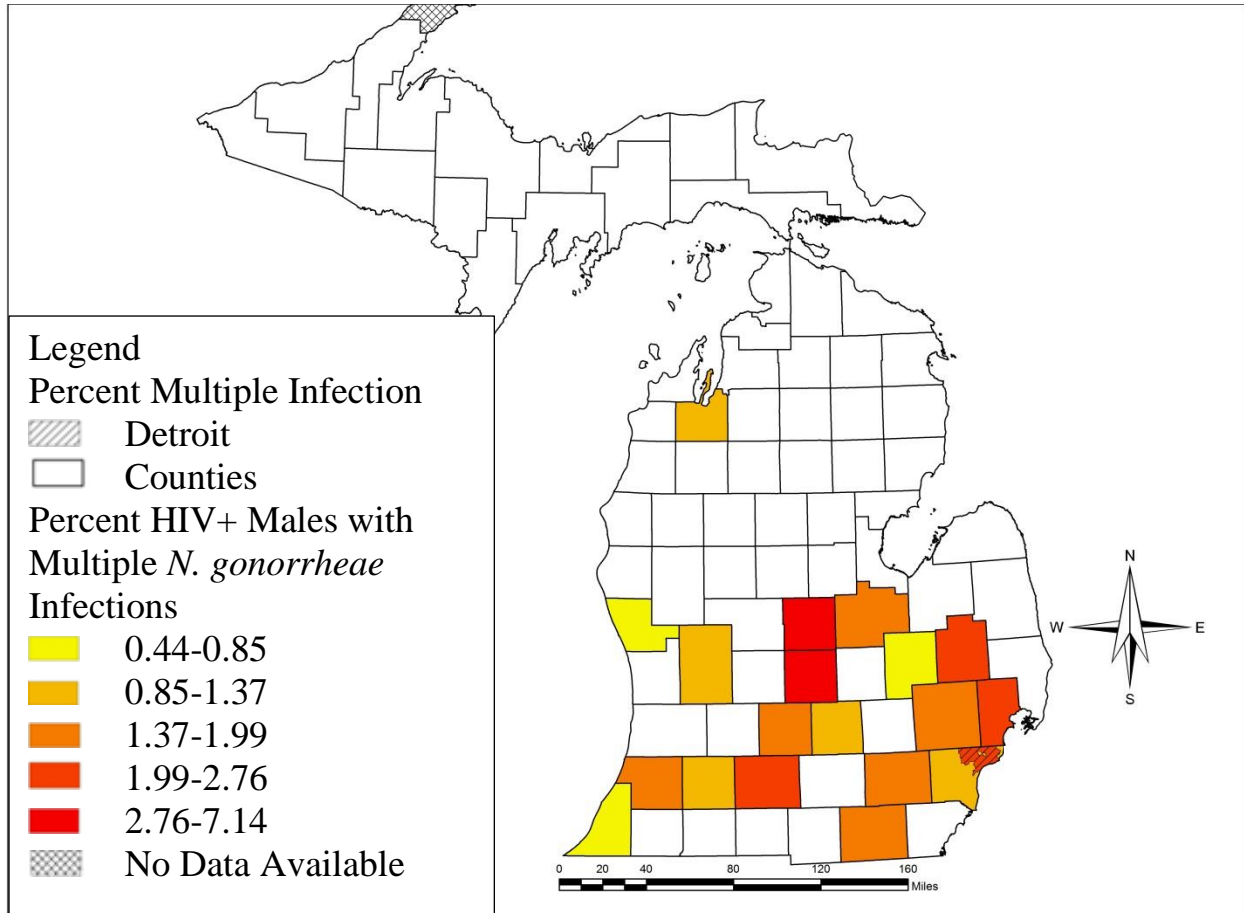 Legend
Percent Multiple Infection
Detroit
Counties
Percent HIV+ Males with
Multiple N. gonorrheae
Infections
0.44-0.85
0.85-1.37
1.37-1.99
1.99-2.76
2.76-7.14
No Data Available
N
W E
S
0 20 40 80 120 160
Miles